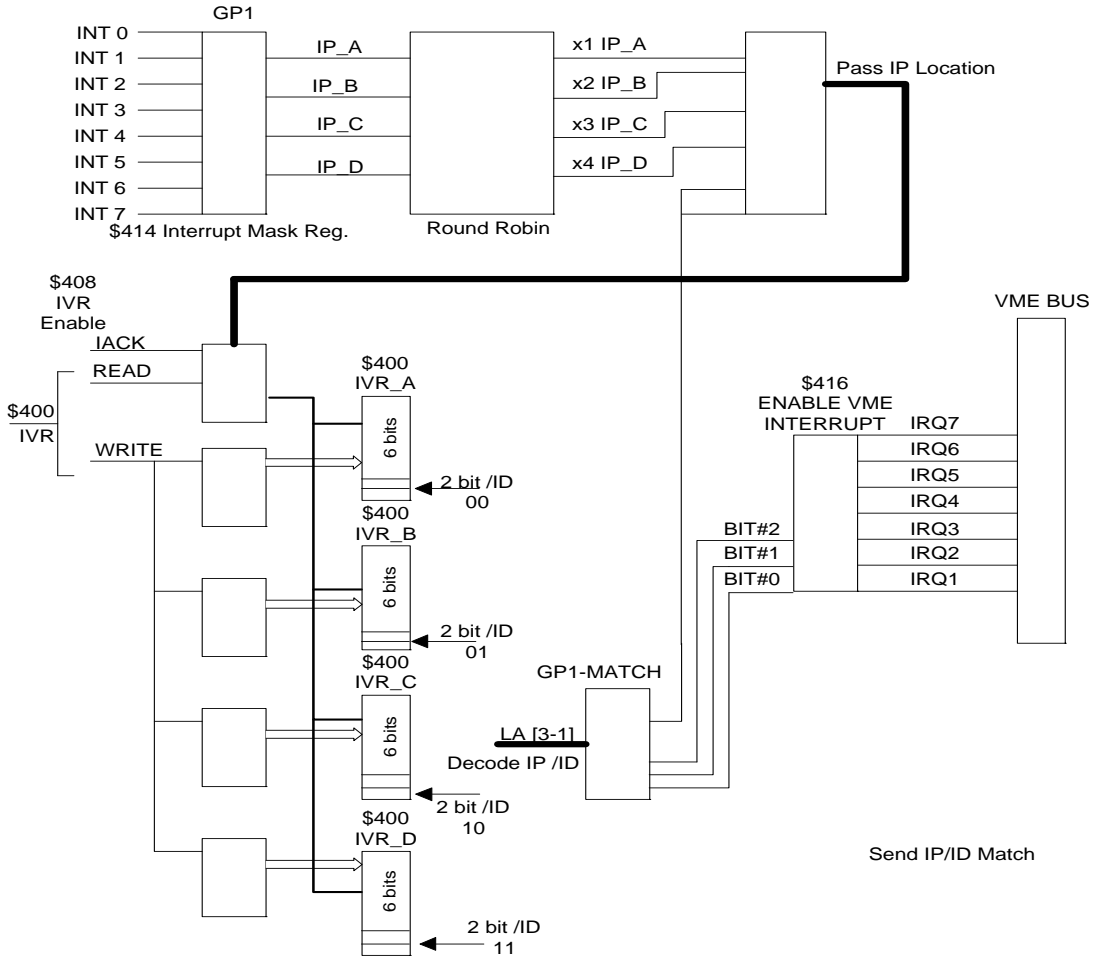 GP1
INT 0
INT 1
INT 2
INT 3
INT 4
INT 5
INT 6
INT 7
IP_A
IP_B
IP_C
IP_D
x1 IP_A
x2 IP_B
x3 IP_C
x4 IP_D
Pass IP Location
$414 Interrupt Mask Reg.
Round Robin
$408
IVR
Enable
IACK
READ
$400
IVR
WRITE
$400
IVR_A
6 bits
2 bit /ID
00
$400
IVR_B
6 bits
2 bit /ID
01
$400
IVR_C
6 bits
2 bit /ID
10
$400
IVR_D
6 bits
2 bit /ID
11
VME BUS
$416
ENABLE VME
INTERRUPT
IRQ7
IRQ6
IRQ5
IRQ4
IRQ3
IRQ2
IRQ1
BIT#2
BIT#1
BIT#0
GP1-MATCH
LA [3-1]
Decode IP /ID
Send IP/ID Match